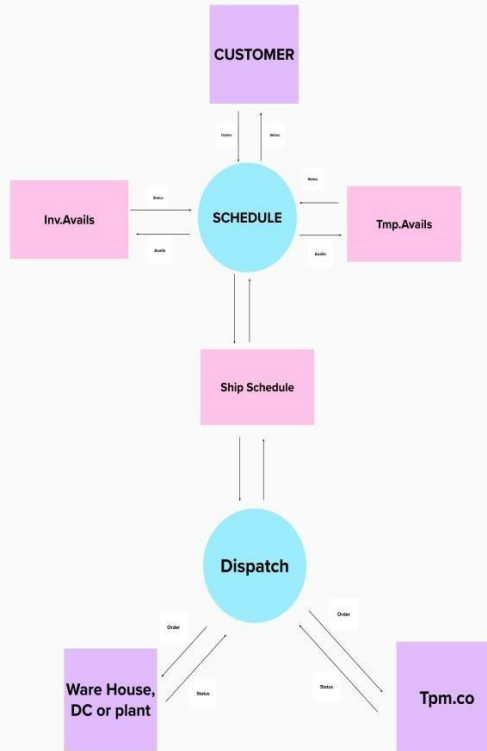 CUSTOMER
Orders
Status
Status
Status
Inv.Avails
SCHEDULE
Tmp.Avails
Avails
Avails
Ship Schedule
Dispatch
Order
Order
Status
Status
Ware House,
DC or plant
Tpm.co